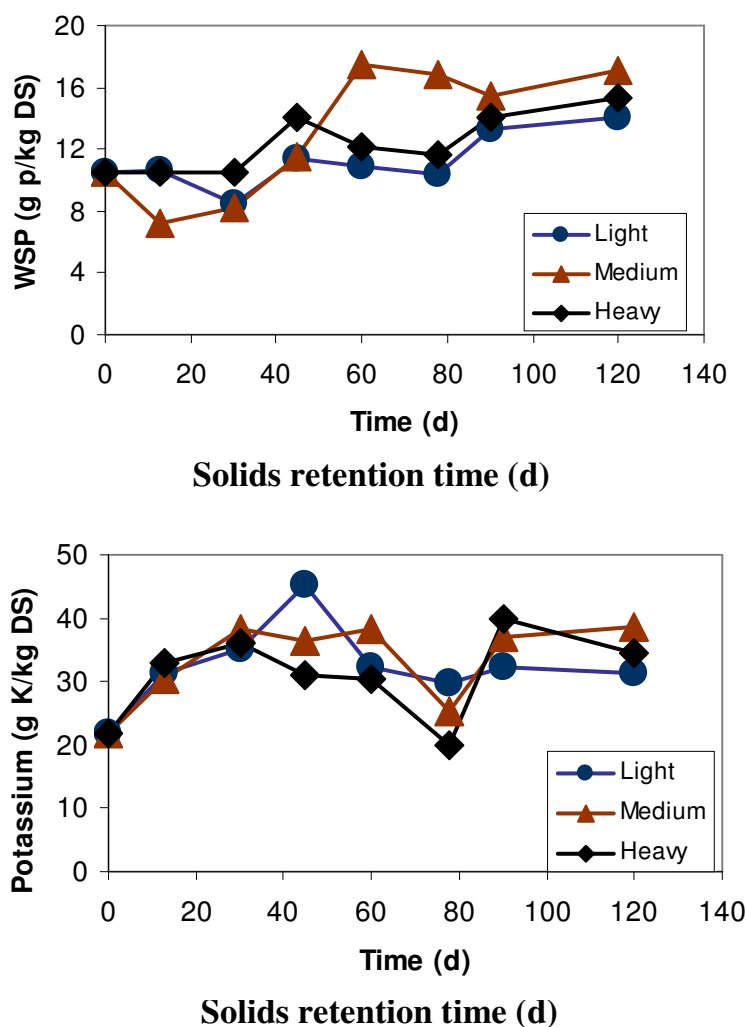 20
16
12
8
4
0
WSP (g p/kg DS)
Light
Medium
Heavy
0 20 40 60 80 100 120 140
Time (d)
Solids retention time (d)
50
40
30
20
10
0
Potassium (g K/kg DS)
Light
Medium
Heavy
0 20 40 60 80 100 120 140
Time (d)
Solids retention time (d)